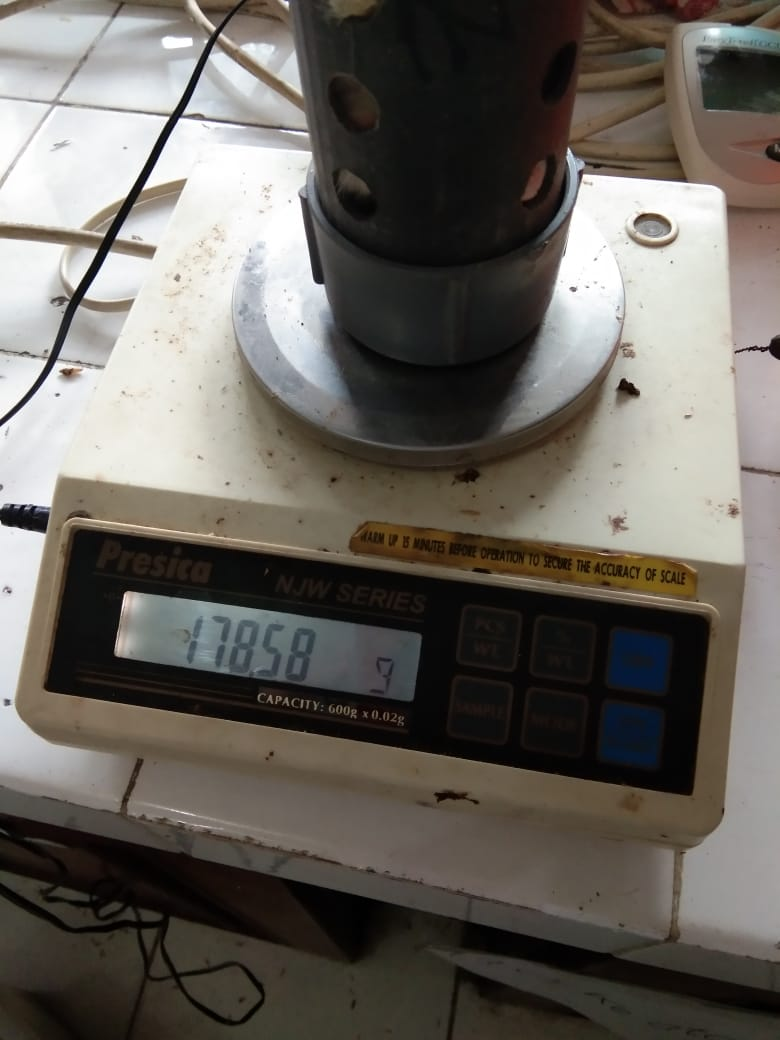 WARM UP 15 MINUTES BEFORE OPERATION TO SECURE THE ACCURACY OF SCALE
Presica
NJW SERIES
178.58 g
CAPACITY: 600g x 0.02g
PCS
WT.
%
WT.
SAMPLE
MODE